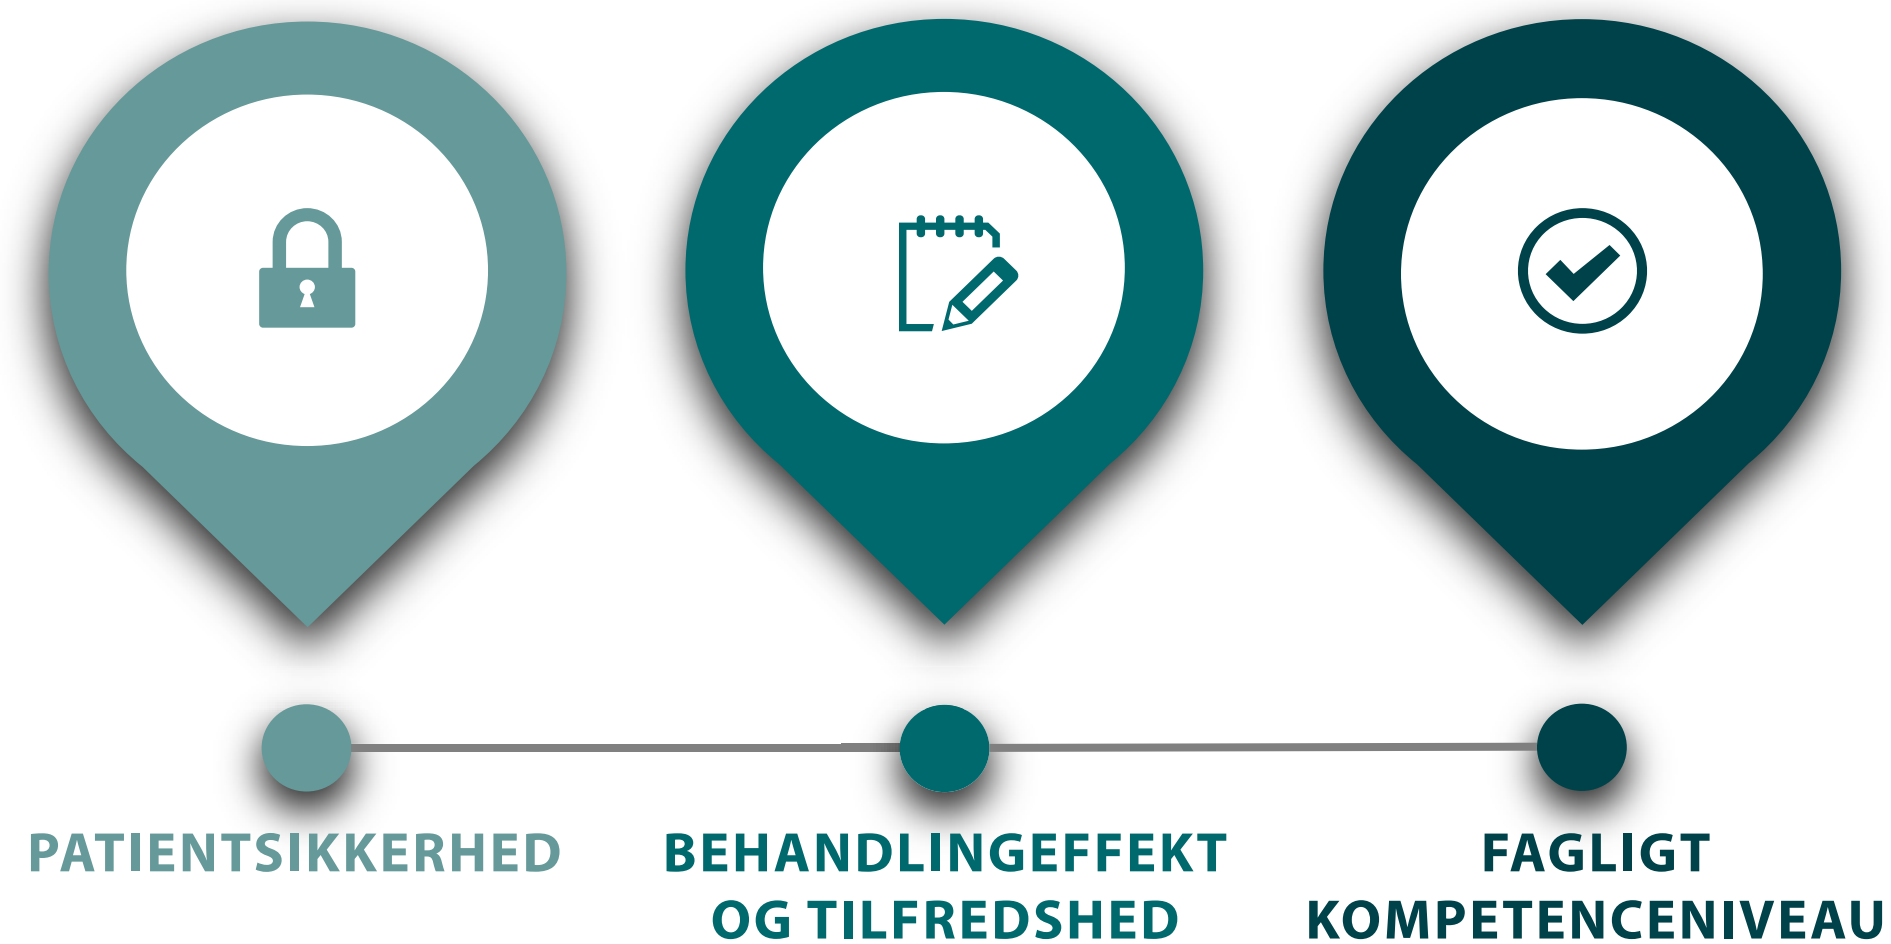 PATIENTSIKKERHED
BEHANDLINGEFFEKT
OG TILFREDSHED
FAGLIGT
KOMPETENCENIVEAU